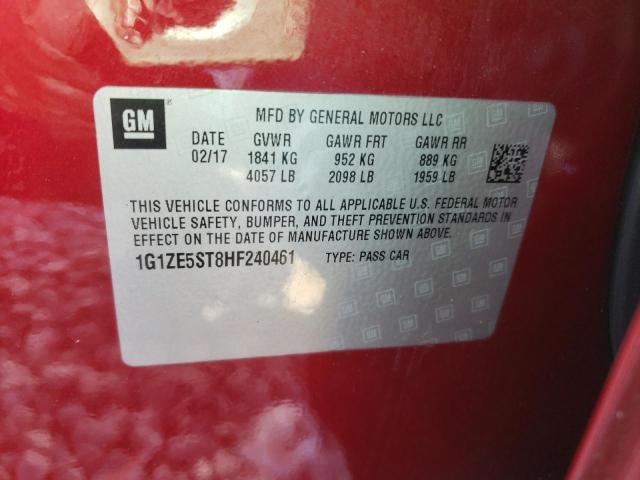 GM ® MFD BY GENERAL MOTORS LLC
DATE GVWR GAWR FRT GAWR RR
02/17 1841 KG 952 KG 889 KG
4057 LB 2098 LB 1959 LB
THIS VEHICLE CONFORMS TO ALL APPLICABLE U.S. FEDERAL MOTOR
VEHICLE SAFETY, BUMPER, AND THEFT PREVENTION STANDARDS IN
EFFECT ON THE DATE OF MANUFACTURE SHOWN ABOVE.
1G1ZE5ST8HF240461 TYPE: PASS CAR